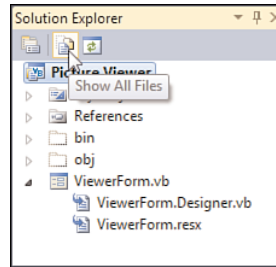 Solution Explorer
Picture Viewer
Show All Files
References
bin
obj
ViewerForm.vb
ViewerForm.Designer.vb
ViewerForm.resx